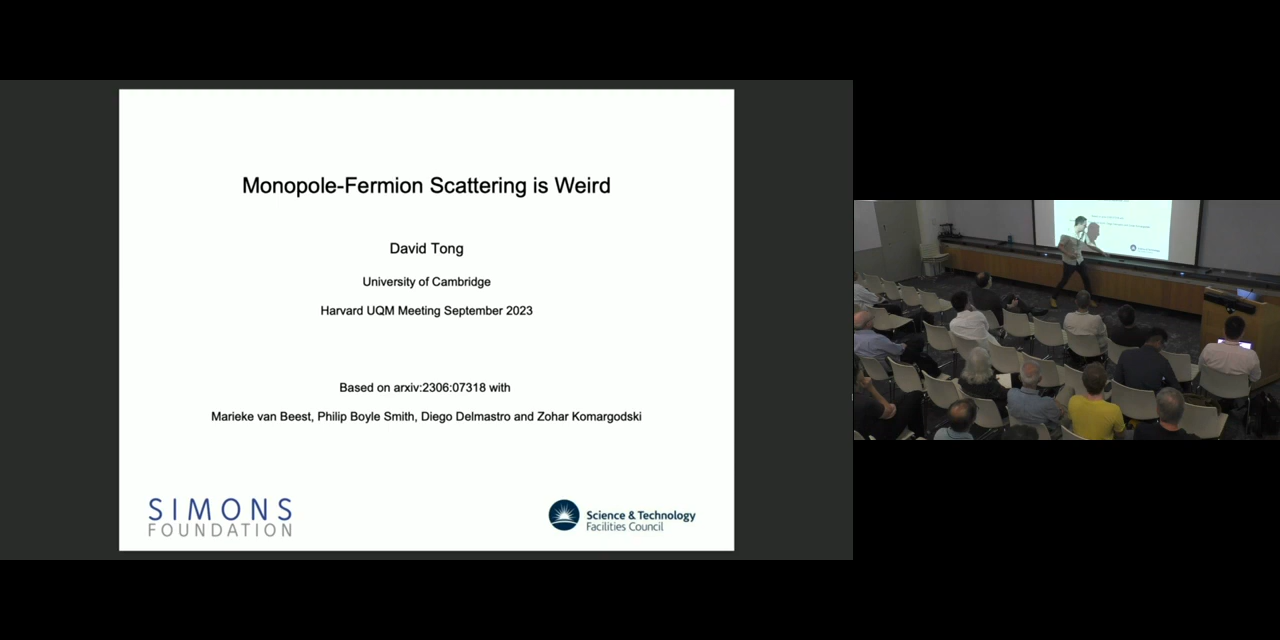 Monopole-Fermion Scattering is Weird
David Tong
University of Cambridge
Harvard UQM Meeting September 2023
Based on arxiv:2306:07318 with
Marieke van Beest, Philip Boyle Smith, Diego Delmastro and Zohar Komargodski
SIMONS
FOUNDATION
Science & Technology
Facilities Council